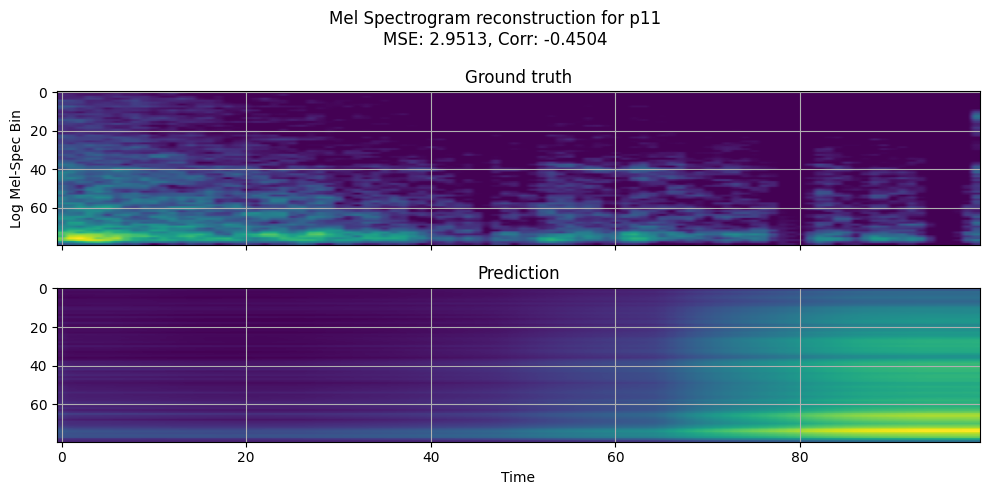 Mel Spectrogram reconstruction for p11
MSE: 2.9513, Corr: -0.4504
Ground truth
Log Mel-Spec Bin
0
20
40
60
Prediction
0
20
40
60
0 20 40 60 80
Time